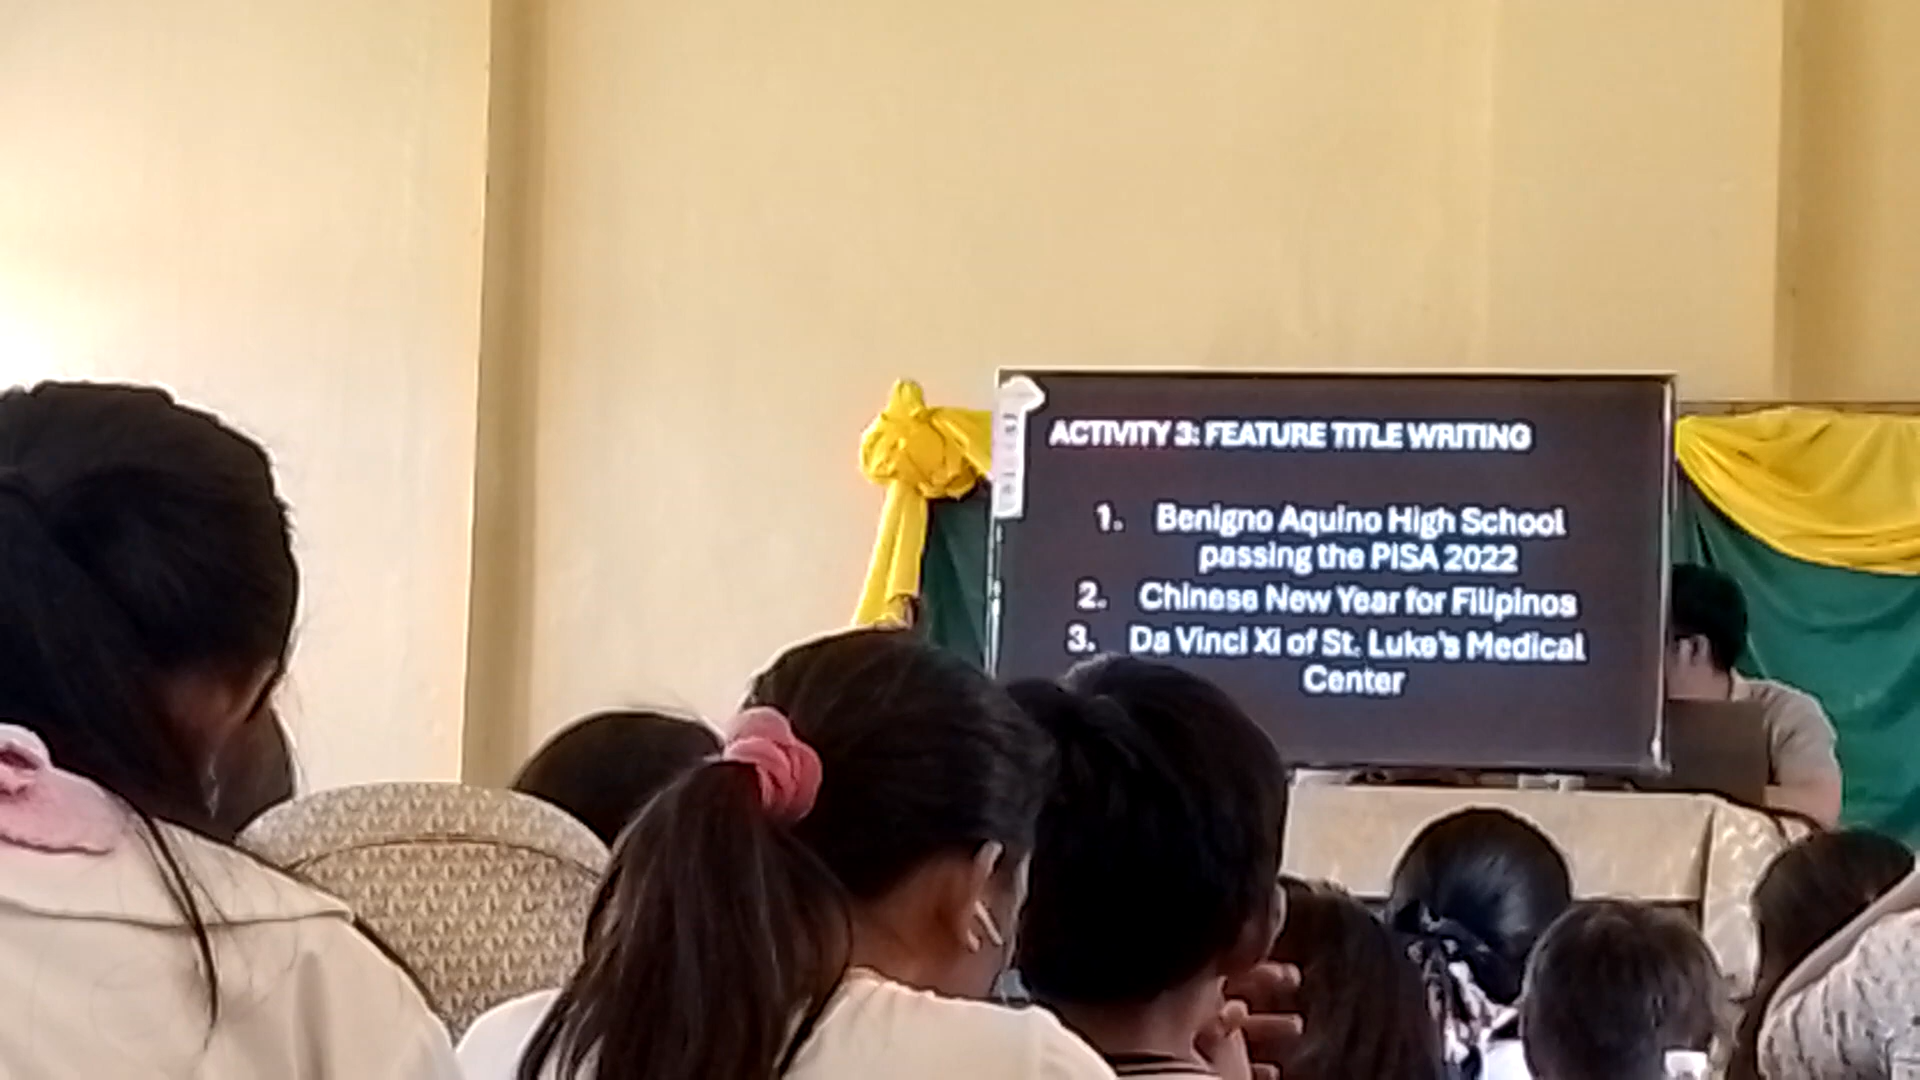 ACTIVITY 3: FEATURE TITLE WRITING
1. Benigno Aquino High School
passing the PISA 2022
2. Chinese New Year for Filipinos
3. Da Vinci Xi of St. Luke's Medical
Center